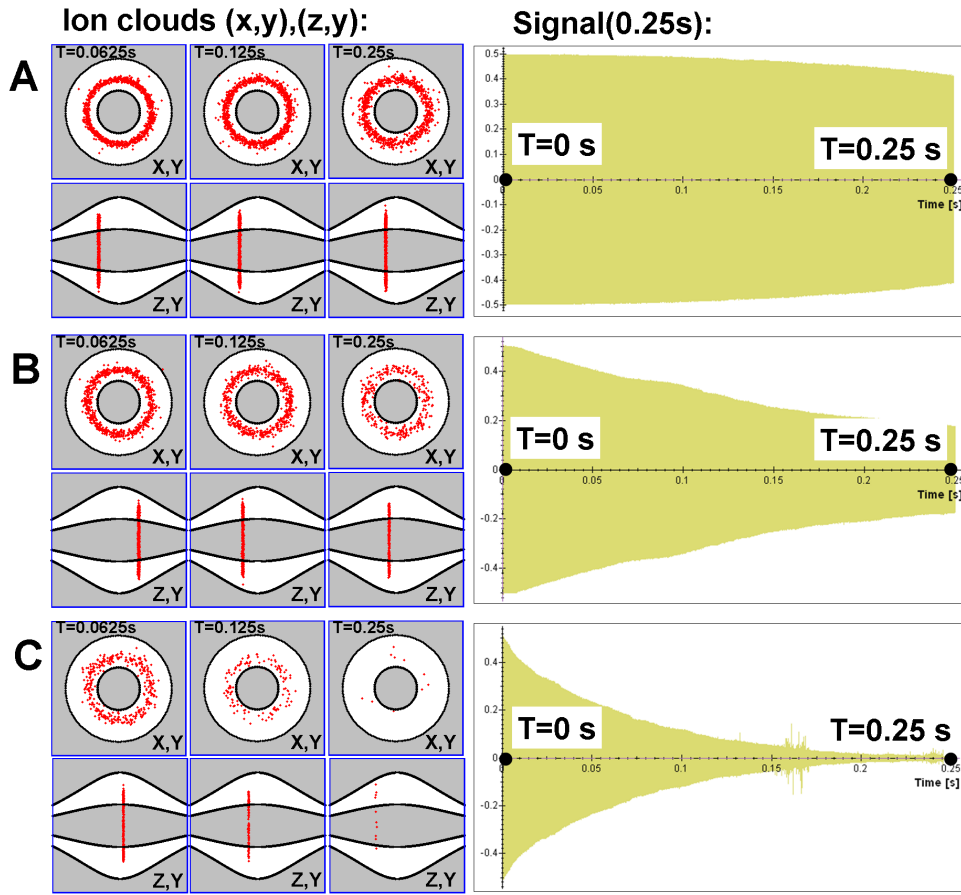 Ion clouds (x,y),(z,y):
Signal(0.25s):
A
T=0.0625s
T=0.125s
T=0.25s
X,Y
X,Y
X,Y
Z,Y
Z,Y
Z,Y
0.5
0.4
0.3
0.2
0.1
0
-0.1
-0.2
-0.3
-0.4
-0.5
T=0 s
T=0.25 s
0.05
0.1
0.15
0.2
0.25
Time [s]
B
T=0.0625s
T=0.125s
T=0.25s
X,Y
X,Y
X,Y
Z,Y
Z,Y
Z,Y
0.4
0.2
0
-0.2
-0.4
T=0 s
T=0.25 s
0
0.05
0.1
0.15
0.2
0.25
Time [s]
C
T=0.0625s
T=0.125s
T=0.25s
X,Y
X,Y
X,Y
Z,Y
Z,Y
Z,Y
0.4
0.2
0
-0.2
-0.4
T=0 s
T=0.25 s
0
0.05
0.1
0.15
0.2
0.25
Time [s]